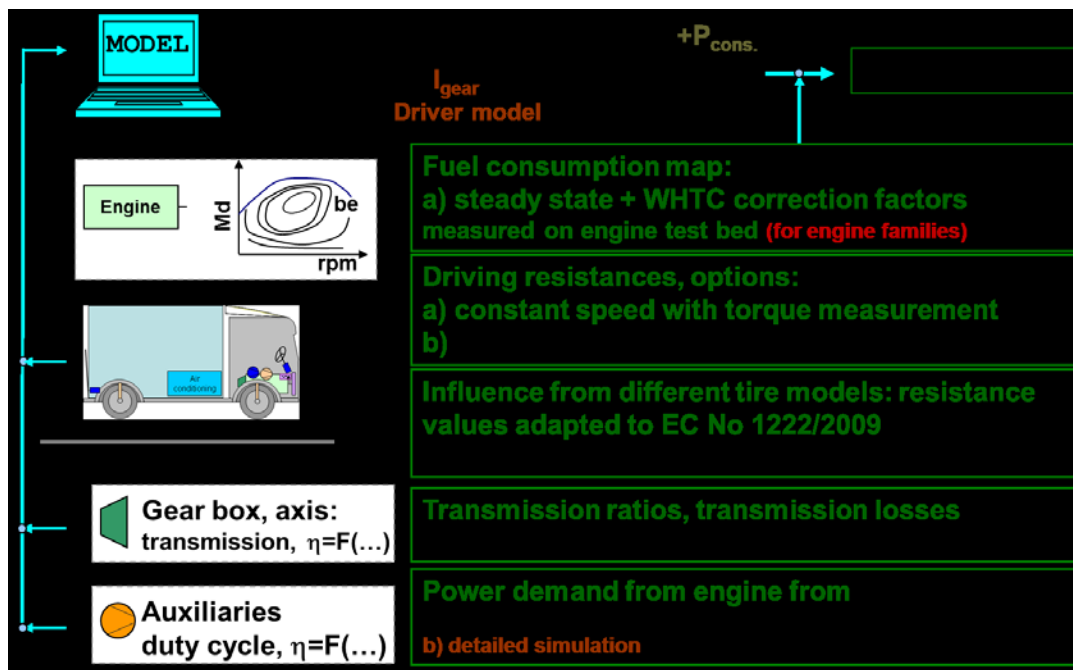 MODEL
+Pcons.
Igear
Driver model
Engine
Md
be
rpm
Fuel consumption map:
a) steady state + WHTC correction factors
measured on engine test bed (for engine families)
Driving resistances, options:
a) constant speed with torque measurement
b)
Air
conditioning
Influence from different tire models: resistance
values adapted to EC No 1222/2009
Gear box, axis:
transmission, η=F(...)
Transmission ratios, transmission losses
Auxiliaries
duty cycle, η=F(...)
Power demand from engine from
b) detailed simulation